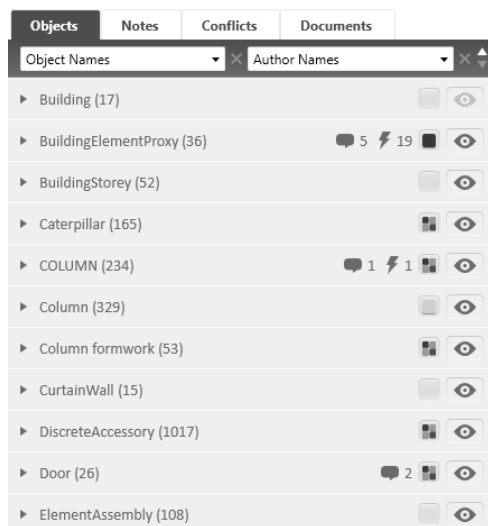 Objects Notes Conflicts Documents
Object Names Author Names
Building (17)
BuildingElementProxy (36) 5 19
BuildingStorey (52)
Caterpillar (165)
COLUMN (234) 1 1
Column (329)
Column formwork (53)
CurtainWall (15)
DiscreteAccessory (1017)
Door (26) 2
ElementAssembly (108)